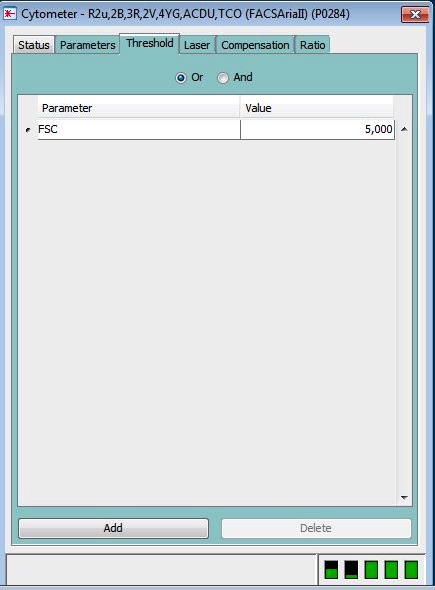 Cytometer - R2u,2B,3R,2V,4YG,ACDU,TCO (FACSAriaII) (P0284)
Status Parameters Threshold Laser Compensation Ratio
Or And
Parameter Value
FSC 5,000
Add Delete